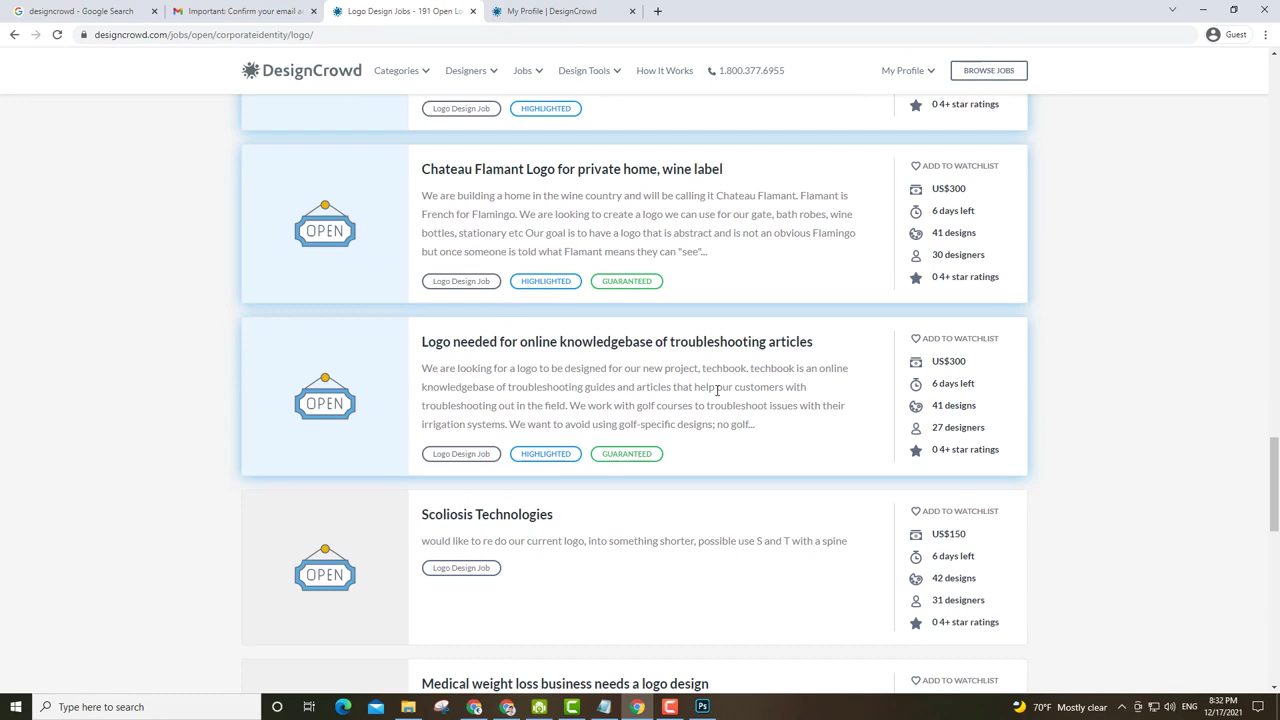 designcrowd - Google Search
Important: Confirm your email ac
Logo Design Jobs - 191 Open Lo
My Profile | DesignCrowd
designcrowd.com/jobs/open/corporateidentity/logo/
Guest
DesignCrowd
Categories
Designers
Jobs
Design Tools
How It Works
1.800.377.6955
My Profile
BROWSE JOBS
Logo Design Job
HIGHLIGHTED
0 4+ star ratings
Chateau Flamant Logo for private home, wine label
We are building a home in the wine country and will be calling it Chateau Flamant. Flamant is
French for Flamingo. We are looking to create a logo we can use for our gate, bath robes, wine
bottles, stationary etc Our goal is to have a logo that is abstract and is not an obvious Flamingo
but once someone is told what Flamant means they can "see"...
Logo Design Job
HIGHLIGHTED
GUARANTEED
OPEN
ADD TO WATCHLIST
US$300
6 days left
41 designs
30 designers
0 4+ star ratings
Logo needed for online knowledgebase of troubleshooting articles
We are looking for a logo to be designed for our new project, techbook. techbook is an online
knowledgebase of troubleshooting guides and articles that help our customers with
troubleshooting out in the field. We work with golf courses to troubleshoot issues with their
irrigation systems. We want to avoid using golf-specific designs; no golf...
Logo Design Job
HIGHLIGHTED
GUARANTEED
OPEN
ADD TO WATCHLIST
US$300
6 days left
41 designs
27 designers
0 4+ star ratings
Scoliosis Technologies
would like to re do our current logo, into something shorter, possible use S and T with a spine
Logo Design Job
OPEN
ADD TO WATCHLIST
US$150
6 days left
42 designs
31 designers
0 4+ star ratings
Medical weight loss business needs a logo design
ADD TO WATCHLIST
Type here to search
Ps
70°F Mostly clear
ENG
8:32 PM
12/17/2021